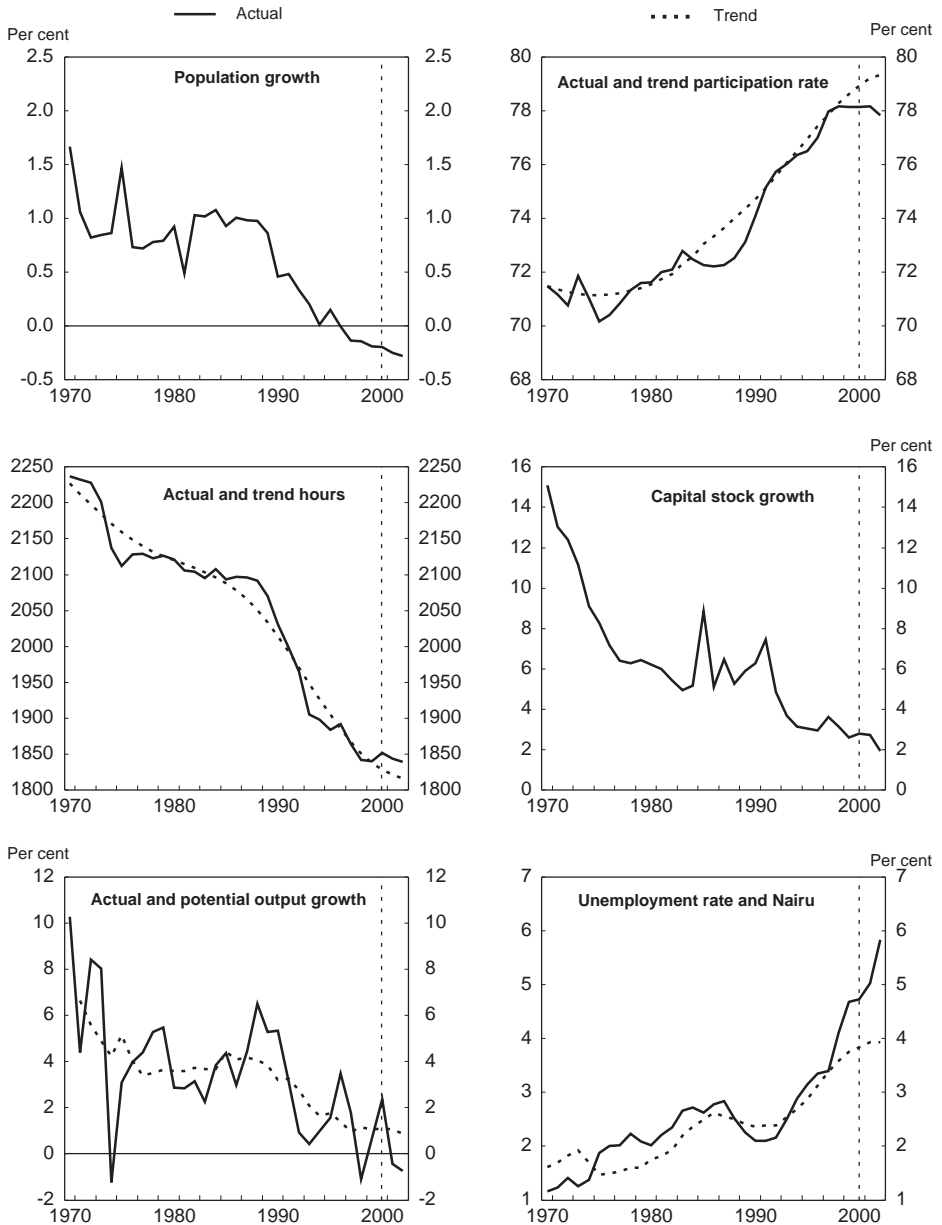 Actual
Trend
Per cent
Per cent
Population growth
2.5 2.5
2.0 2.0
1.5 1.5
1.0 1.0
0.5 0.5
0.0 0.0
-0.5 -0.5
1970 1980 1990 2000
Actual and trend participation rate
80 80
78 78
76 76
74 74
72 72
70 70
68 68
1970 1980 1990 2000
Actual and trend hours
2250 2250
2200 2200
2150 2150
2100 2100
2050 2050
2000 2000
1950 1950
1900 1900
1850 1850
1800 1800
1970 1980 1990 2000
Per cent
Capital stock growth
16 16
14 14
12 12
10 10
8 8
6 6
4 4
2 2
0 0
1970 1980 1990 2000
Per cent
Actual and potential output growth
12 12
10 10
8 8
6 6
4 4
2 2
0 0
-2 -2
1970 1980 1990 2000
Per cent
Unemployment rate and Nairu
7 7
6 6
5 5
4 4
3 3
2 2
1 1
1970 1980 1990 2000